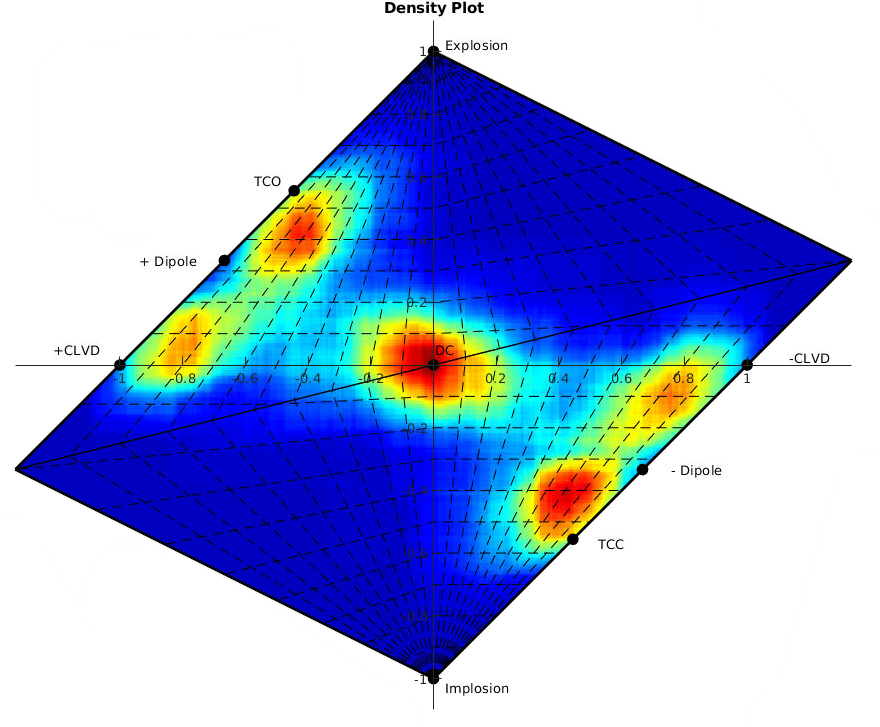 Density Plot
1
Explosion
TCO
0.4
+ Dipole
0.2
+CLVD
DC
-CLVD
-1
-0.8
-0.6
-0.4
-0.2
0.2
0.4
0.6
0.8
1
0.2
- Dipole
TCC
-1
Implosion